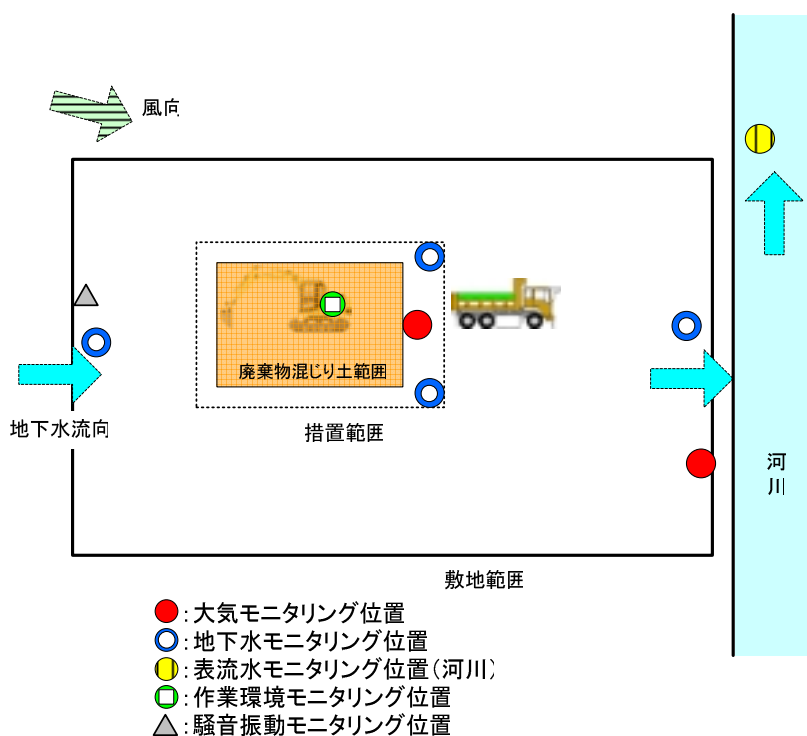 風向
廃棄物混じり土範囲
地下水流向
措置範囲
河川
敷地範囲
：大気モニタリング位置
：地下水モニタリング位置
：表流水モニタリング位置（河川）
：作業環境モニタリング位置
：騒音振動モニタリング位置